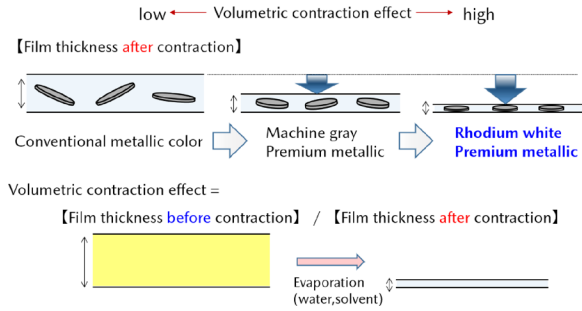 low Volumetric contraction effect high
【Film thickness after contraction】
Conventional metallic color
Machine gray
Premium metallic
Rhodium white
Premium metallic
Volumetric contraction effect =
【Film thickness before contraction】 / 【Film thickness after contraction】
Evaporation
(water,solvent)